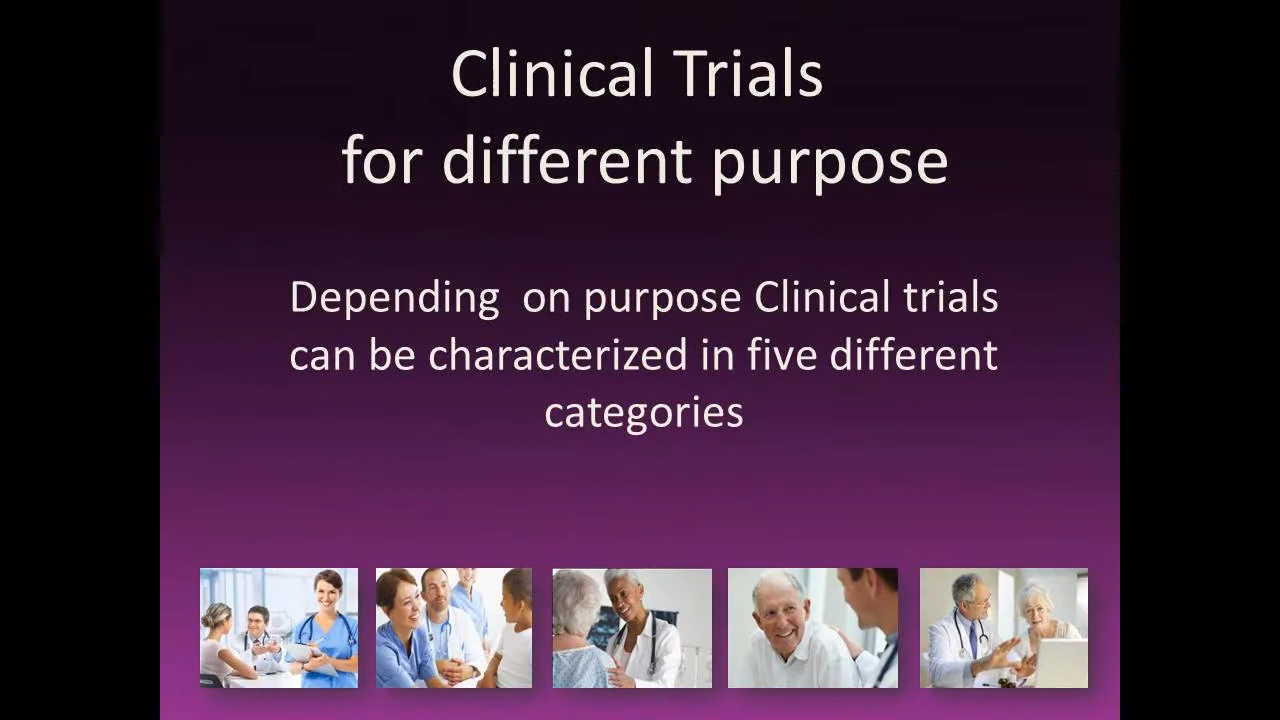 Clinical Trials
for different purpose
Depending  on purpose Clinical trials
can be characterized in five different
categories